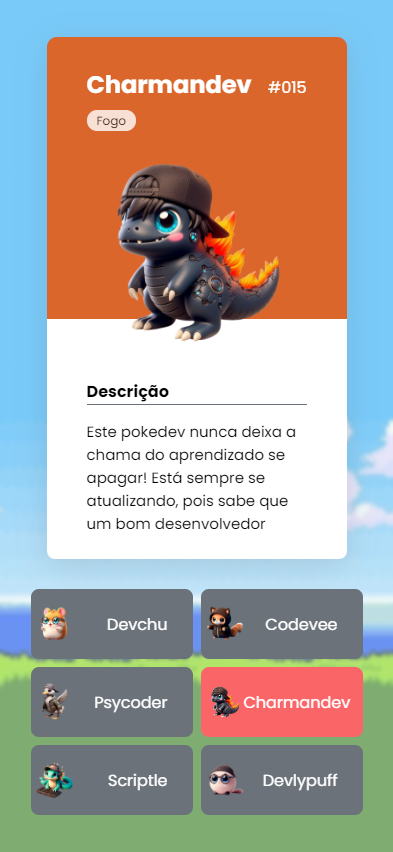 Charmandev #015
Fogo
Descrição
Este pokedev nunca deixa a
chama do aprendizado se
apagar! Está sempre se
atualizando, pois sabe que
um bom desenvolvedor
Devchu
Codevee
Psycoder
Charmandev
Scriptle
Devlypuff